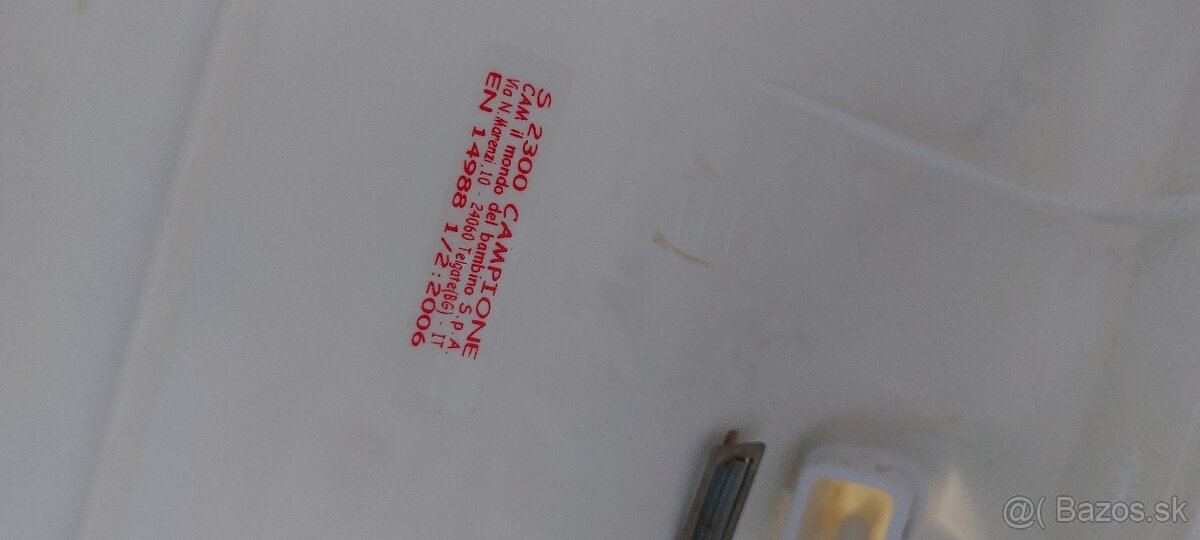 S 2300 CAMPIONE
CAM il mondo del bambino S.P.A.
Via N.Marenzi,10 - 24060 Telgate(BG) - IT
EN 14988 1/2:2006
@( Bazos.sk